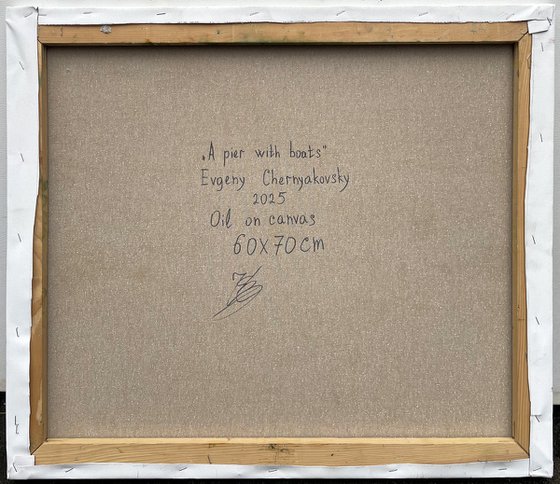 „A pier with boats"
Evgeny Chernyakovsky
2025
Oil on canvas
60x70cm